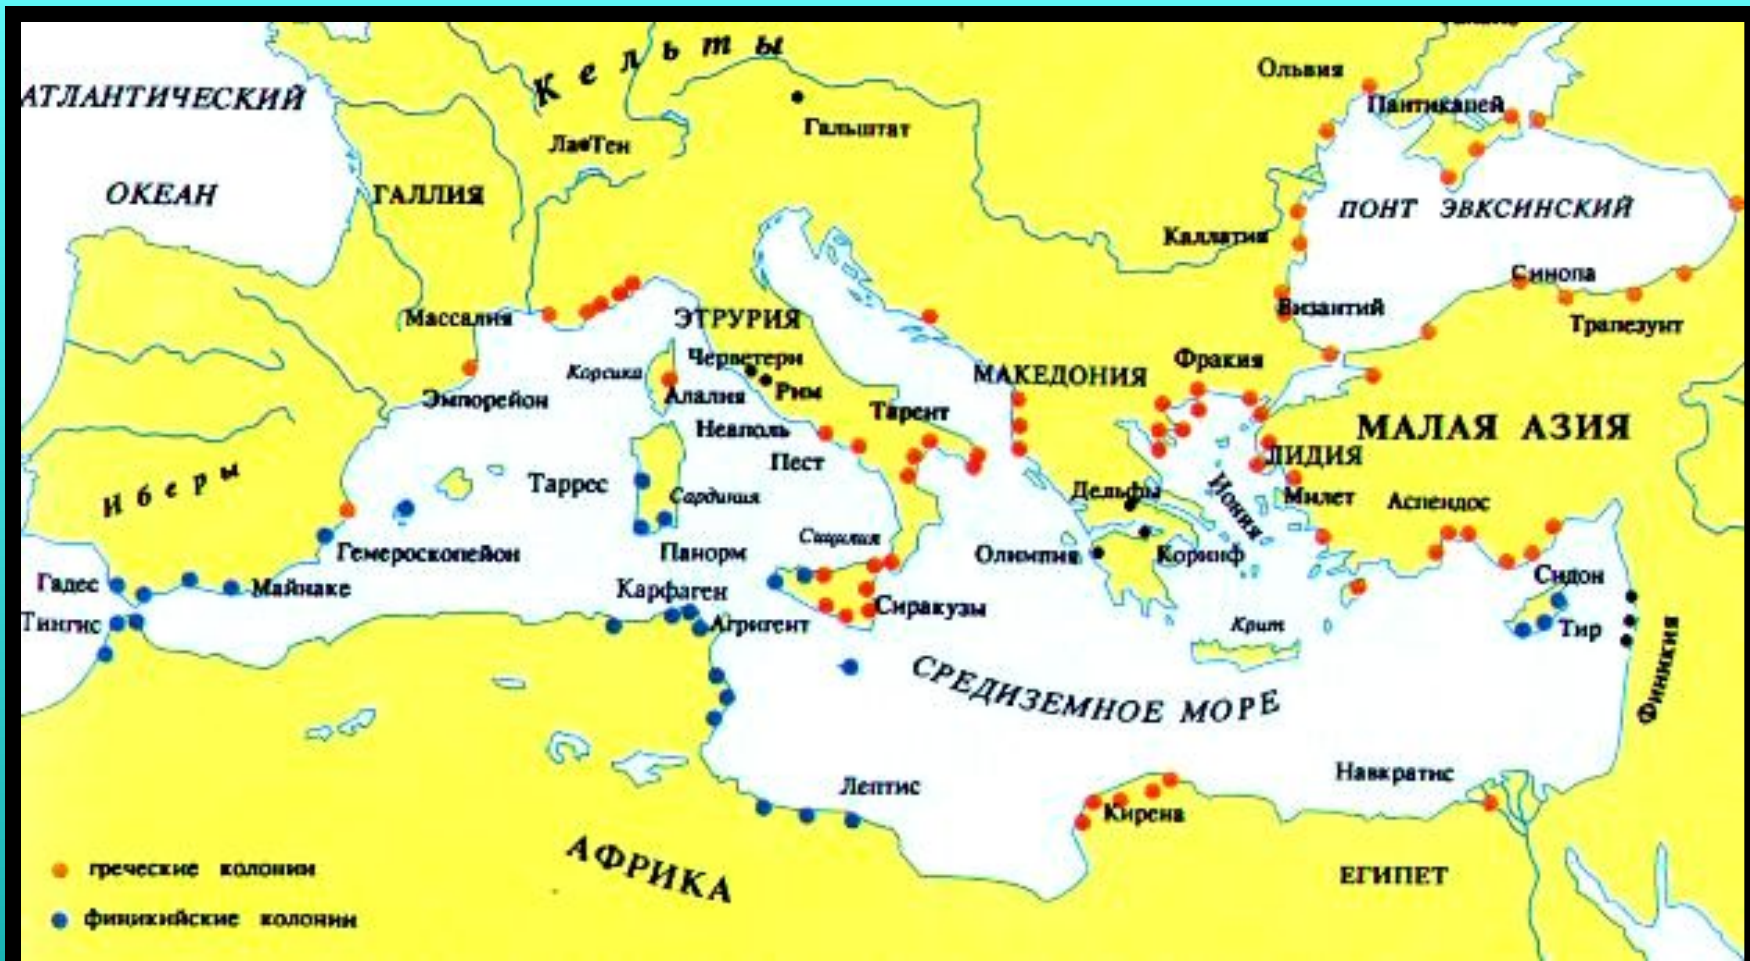 Кельты
Ольвия
АТЛАНТИЧЕСКИЙ
Пантикапей
Гальштат
Ла Тен
ОКЕАН
ГАЛЛИЯ
ПОНТ ЭВКСИНСКИЙ
Каллатия
Синопа
Массалия
ЭТРУРИЯ
Византий
Трапезунт
Черветери
Фракия
Корсика
МАКЕДОНИЯ
Рим
Алалия
Эмпорейон
Тарент
Неаполь
МАЛАЯ АЗИЯ
Пест
ЛИДИЯ
Иберы
Таррес
Сардиния
Дельфы
Иония
Милет
Аспендос
Сицилия
Гемероскопейон
Панорм
Олимпия
Коринф
Гадес
Майнаке
Карфаген
Сидон
Сиракузы
Тингис
Агригент
Крит
Тир
Финикия
СРЕДИЗЕМНОЕ МОРЕ
Навкратис
Лептис
Кирена
АФРИКА
ЕГИПЕТ
греческие колонии
финикийские колонии